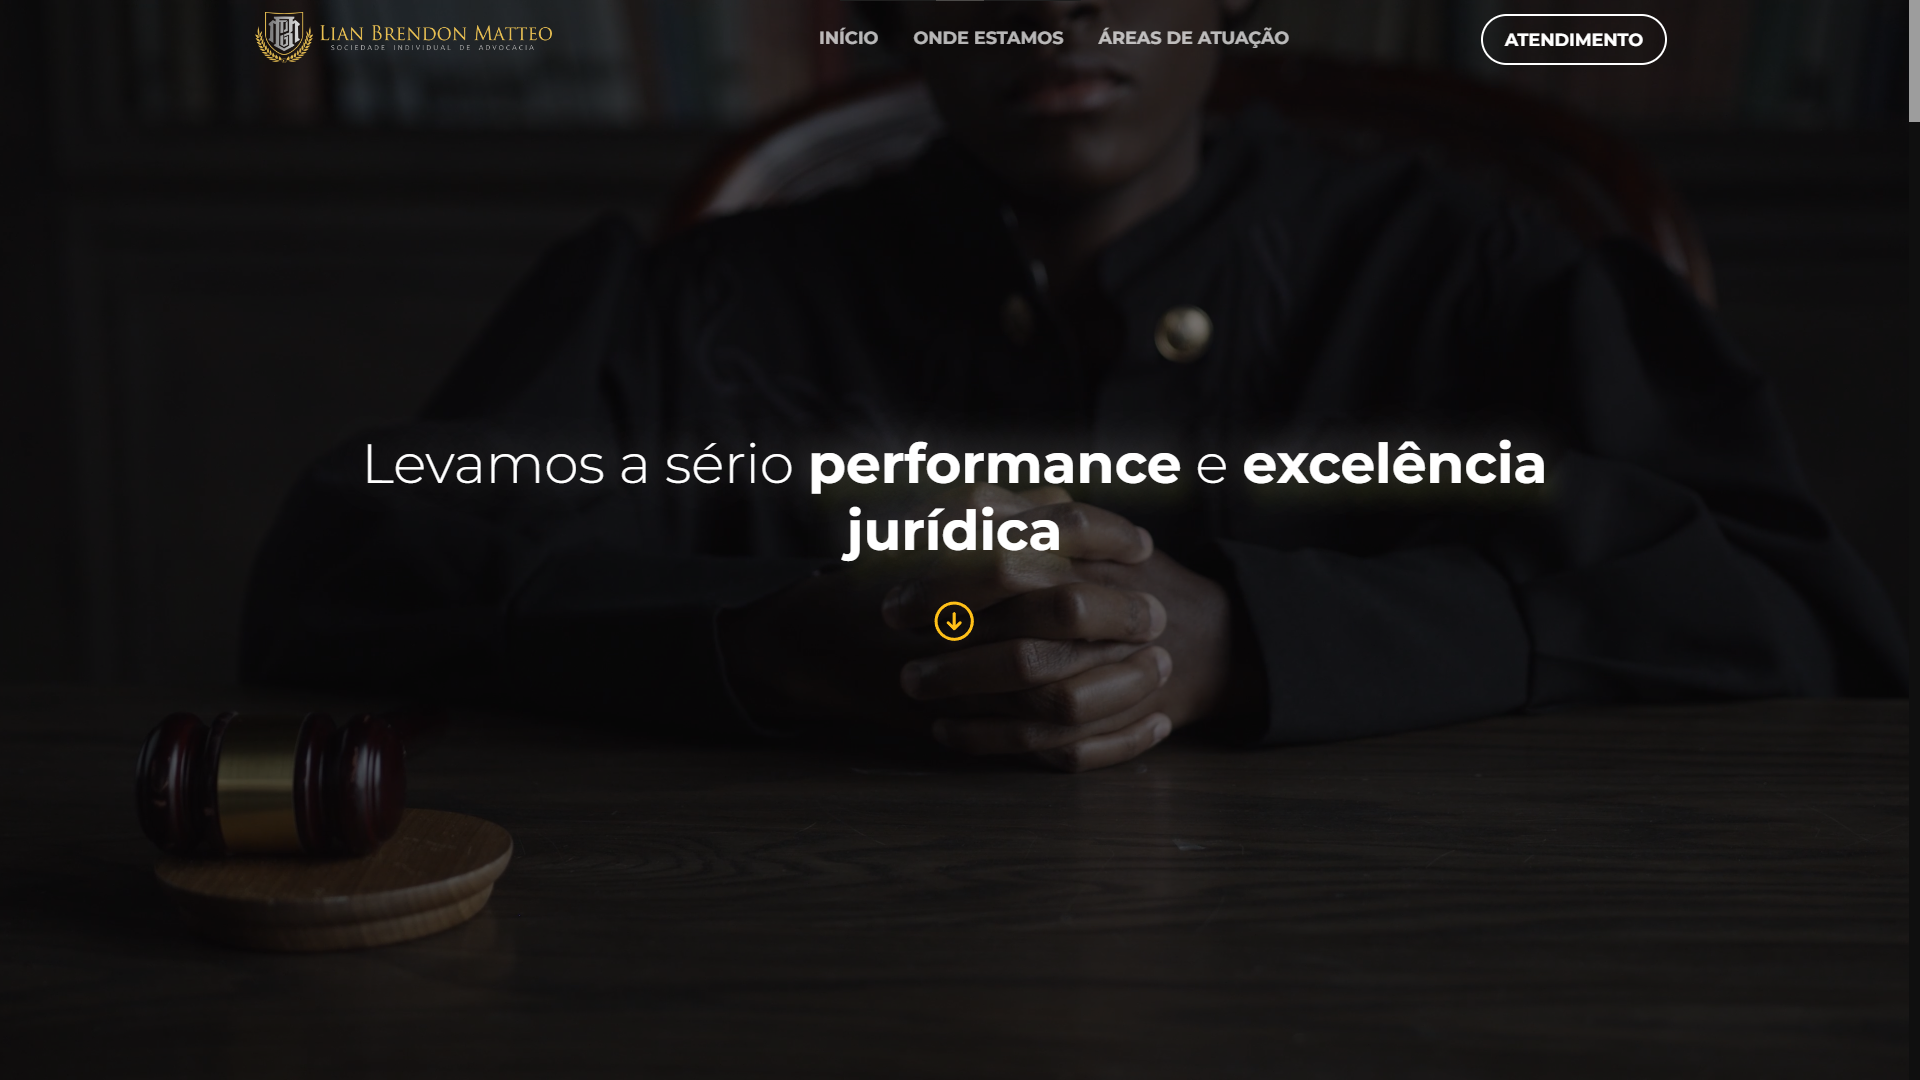 LIAN BRENDON MATTEO
SOCIEDADE INDIVIDUAL DE ADVOCACIA
INÍCIO
ONDE ESTAMOS
ÁREAS DE ATUAÇÃO
ATENDIMENTO
Levamos a sério performance e excelência
jurídica